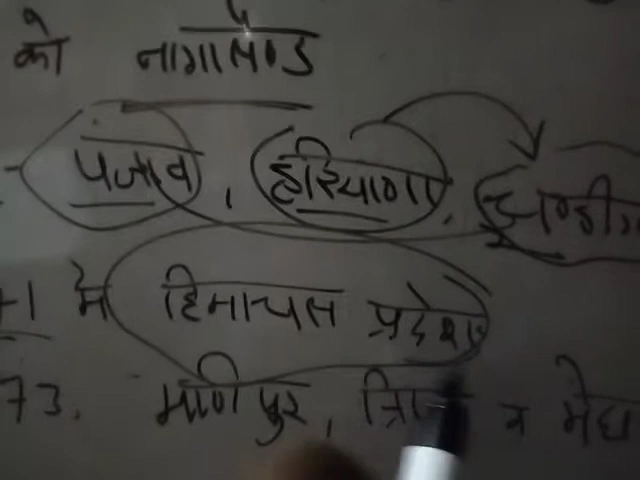 को नागालैण्ड
पंजाब, हरियाणा,
में हिमाचल प्रदेश
73. मणिपुर, व